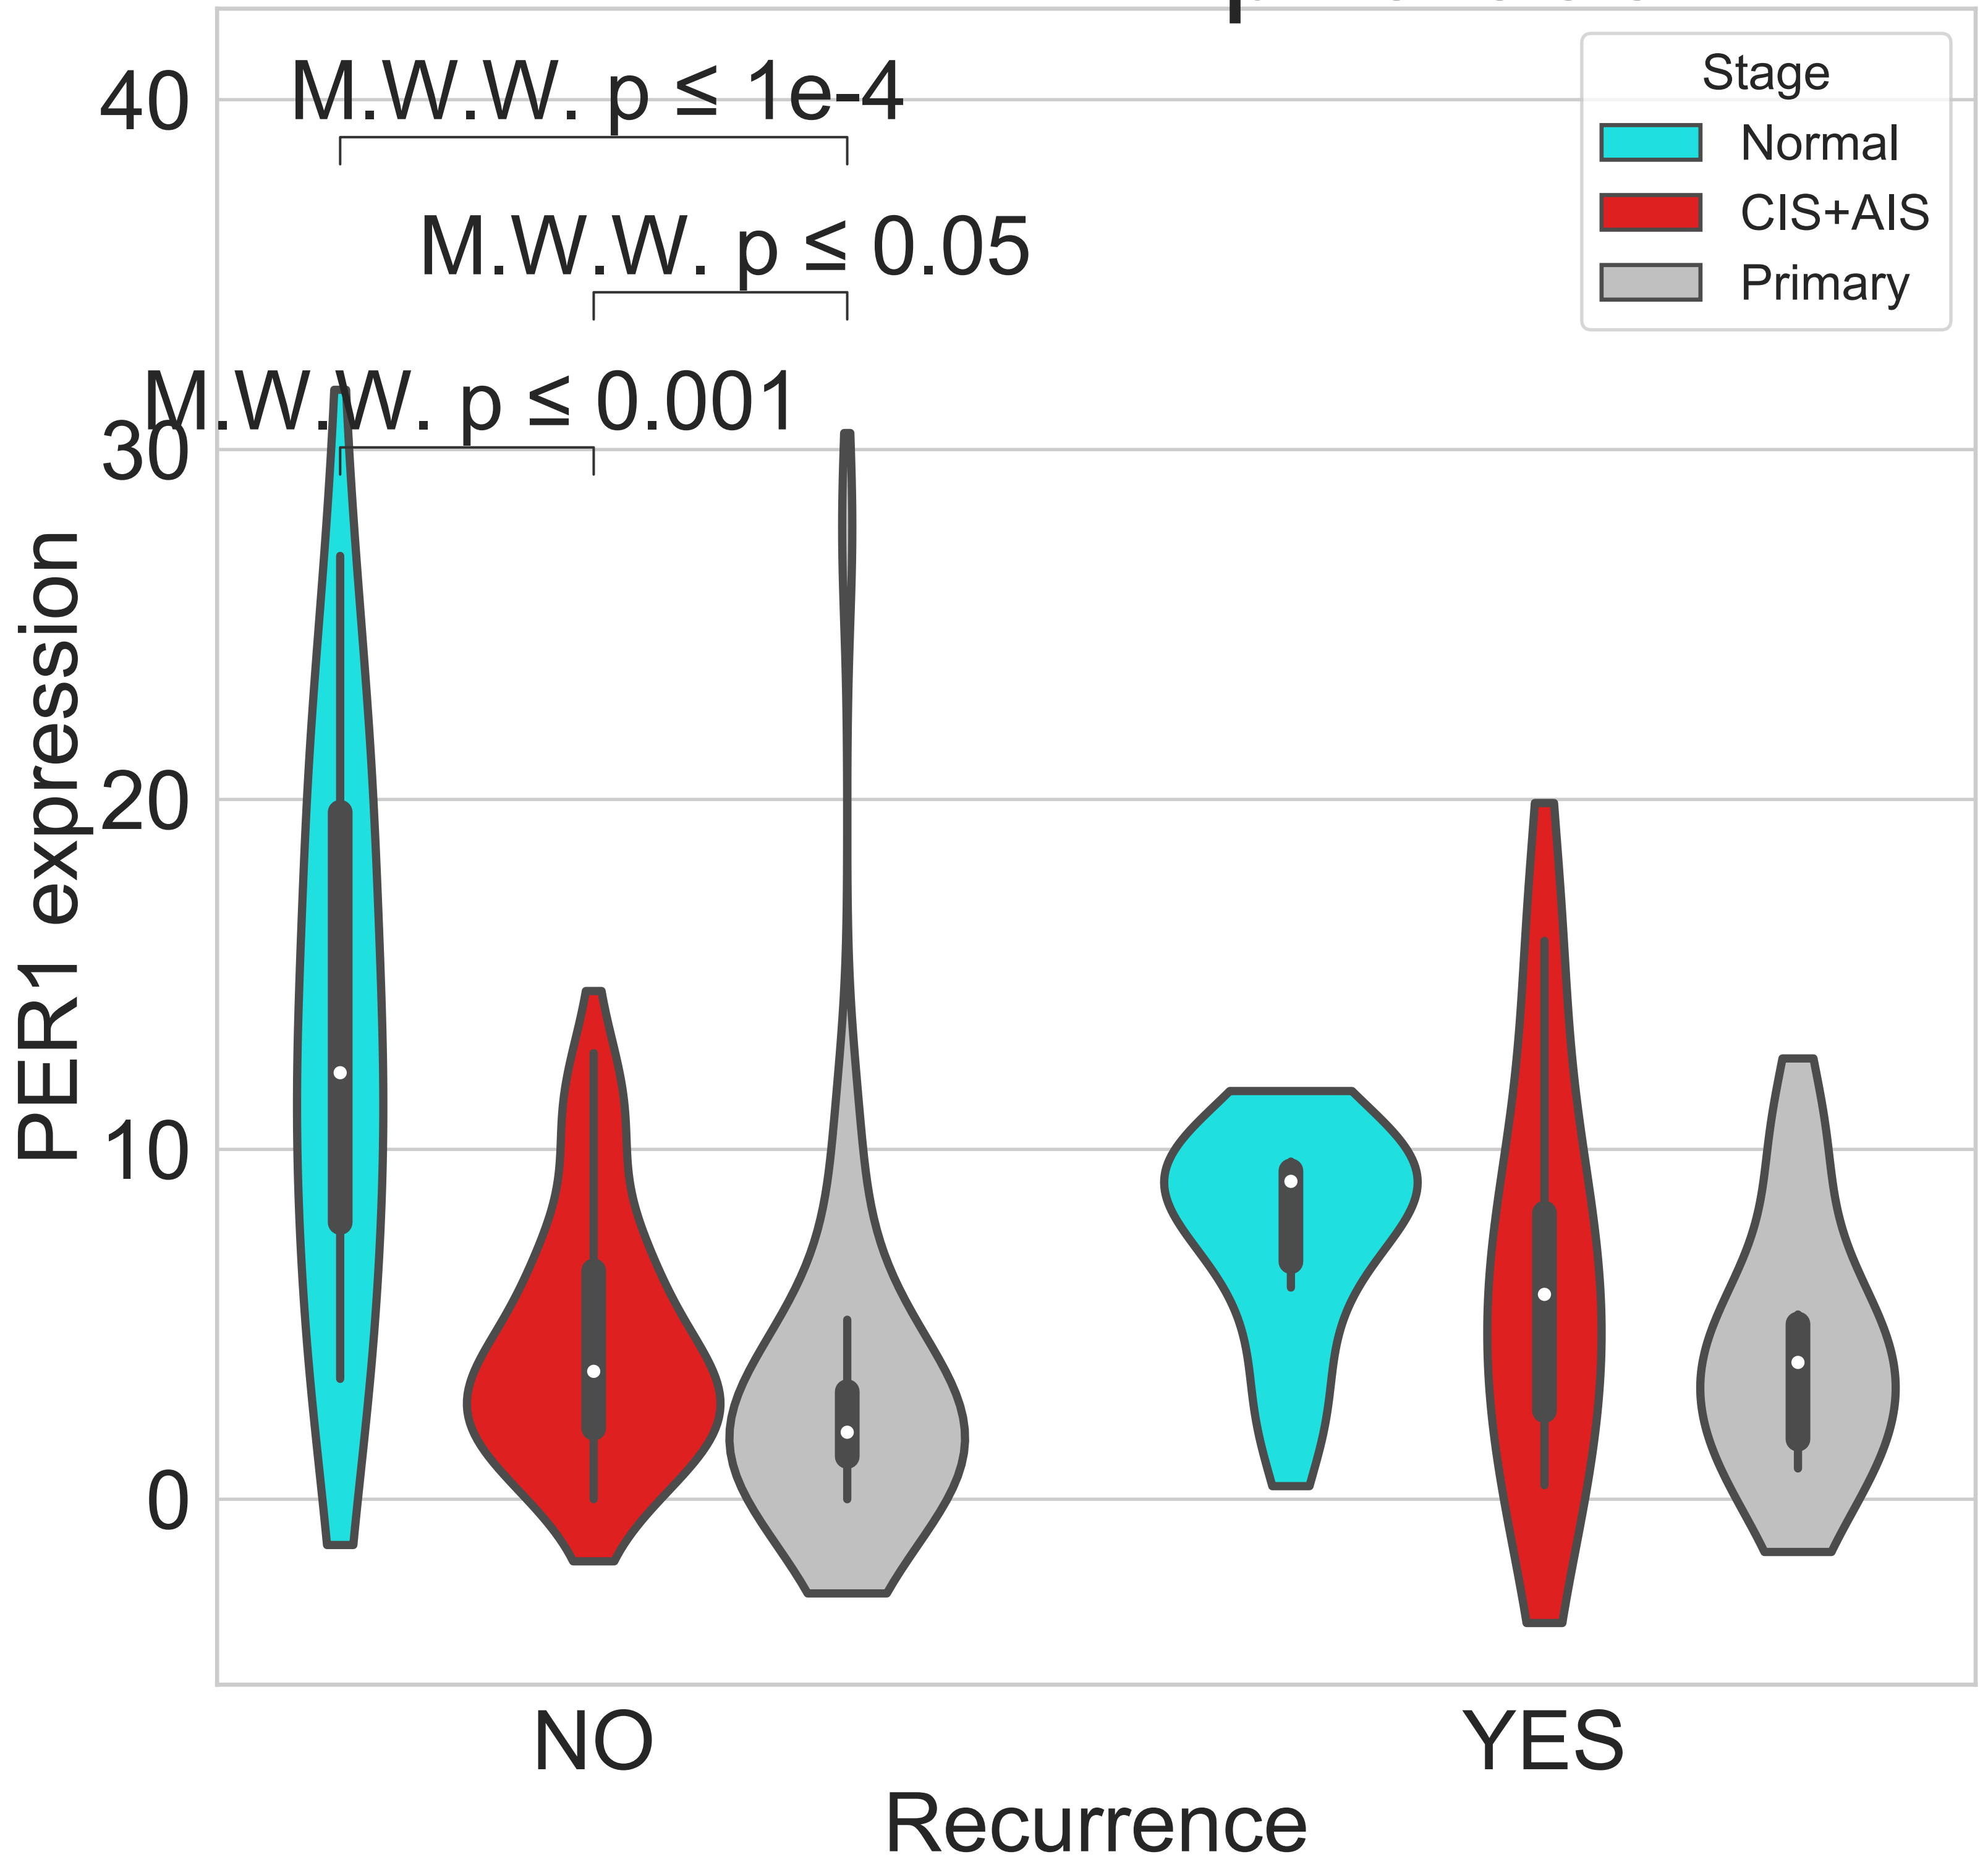 40
M.W.W. p ≤ 1e-4
M.W.W. p ≤ 0.05
M.W.W. p ≤ 0.001
30
20
10
0
PER1 expression
Stage
Normal
CIS+AIS
Primary
NO
YES
Recurrence